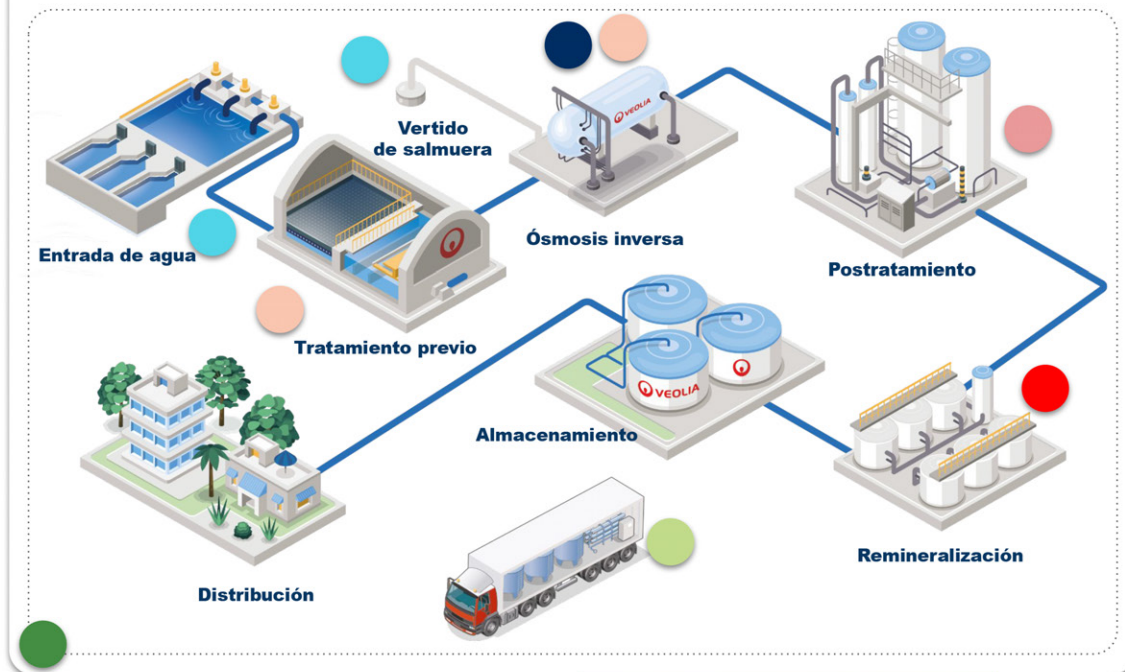 Entrada de agua
Vertido
de salmuera
VEOLIA
Ósmosis inversa
Postratamiento
Tratamiento previo
VEOLIA
Almacenamiento
Remineralización
Distribución